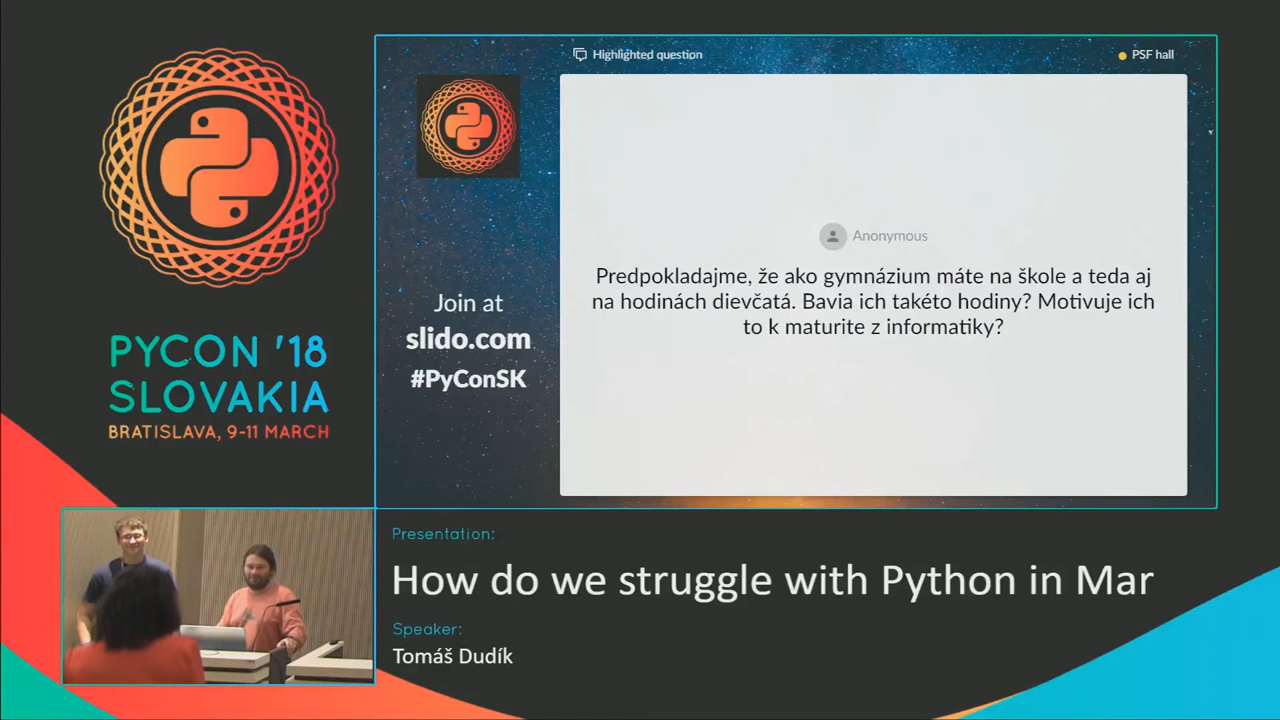 PYCON '18
SLOVAKIA
BRATISLAVA, 9-11 MARCH
Highlighted question
PSF hall
Join at
slido.com
#PyConSK
Anonymous
Predpokladajme, že ako gymnázium máte na škole a teda aj
na hodinách dievčatá. Bavia ich takéto hodiny? Motivuje ich
to k maturite z informatiky?
Presentation:
How do we struggle with Python in Mar
Speaker:
Tomáš Dudík